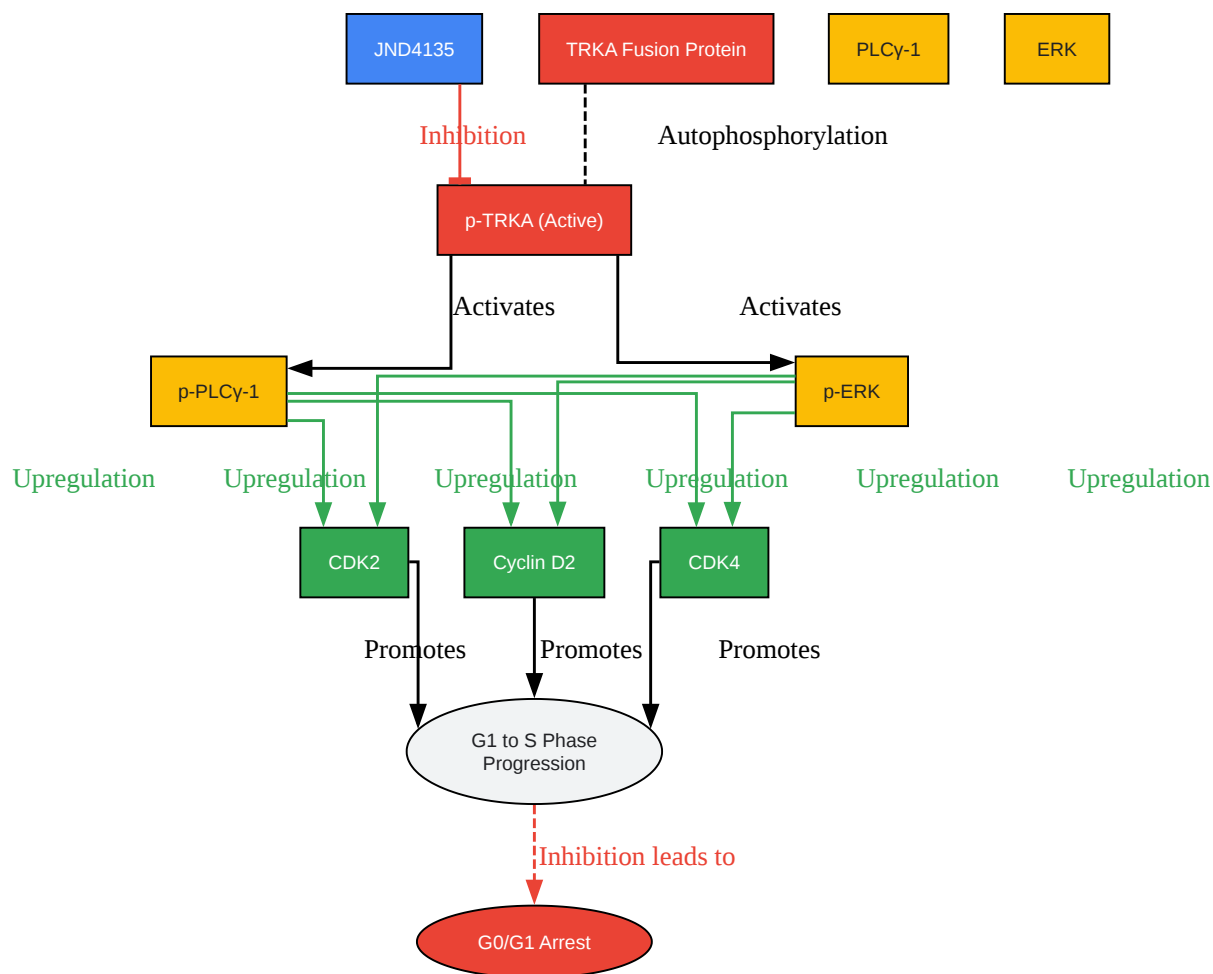 JND4135
TRKA Fusion Protein
PLCγ-1
ERK
Inhibition
Autophosphorylation
p-TRKA (Active)
Activates
Activates
p-PLCγ-1
p-ERK
Upregulation
Upregulation
Upregulation
Upregulation
Upregulation
Upregulation
CDK2
Cyclin D2
CDK4
Promotes
Promotes
Promotes
G1 to S Phase
Progression
Inhibition leads to
G0/G1 Arrest